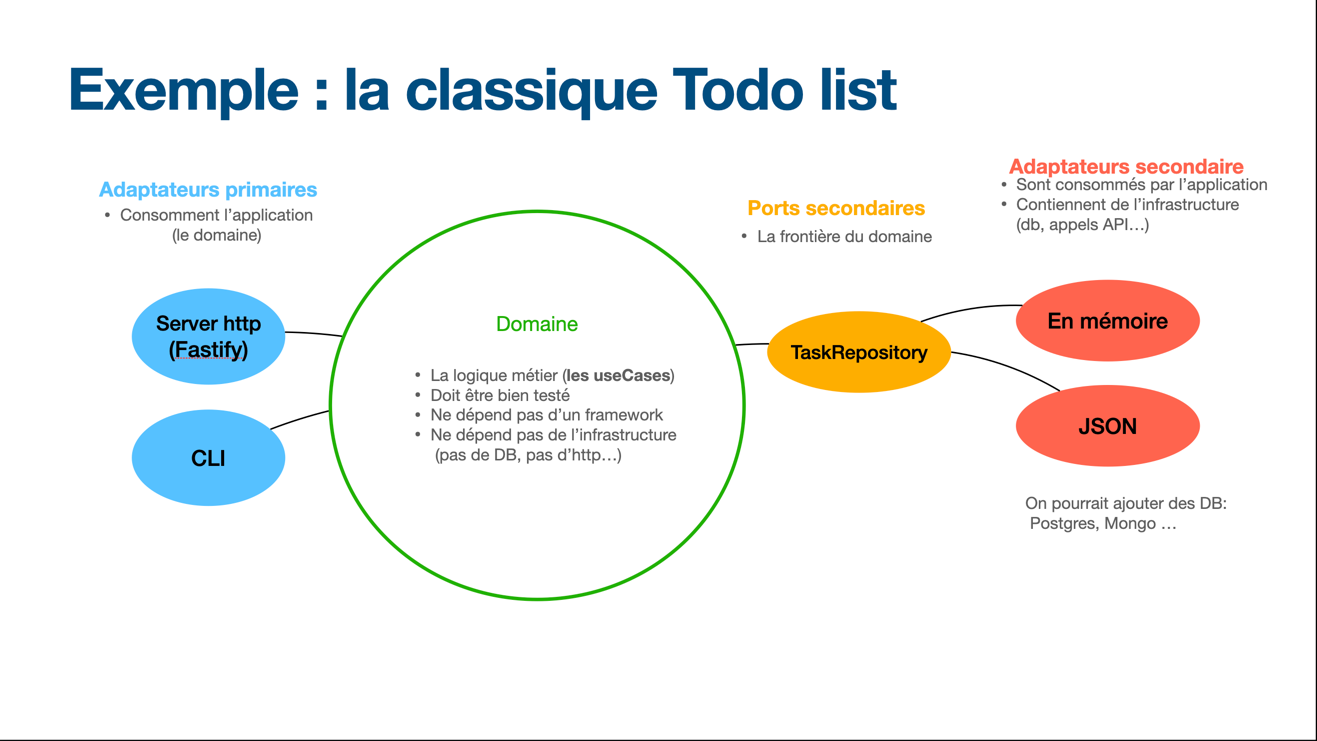 Exemple : la classique Todo list
Adaptateurs primaires
• Consomment l'application
(le domaine)
Server http
(Fastify)
CLI
Domaine
• La logique métier (les useCases)
• Doit être bien testé
• Ne dépend pas d'un framework
• Ne dépend pas de l'infrastructure
(pas de DB, pas d'http…)
Ports secondaires
• La frontière du domaine
TaskRepository
Adaptateurs secondaire
• Sont consommés par l'application
• Contiennent de l'infrastructure
(db, appels API…)
En mémoire
JSON
On pourrait ajouter des DB:
Postgres, Mongo …